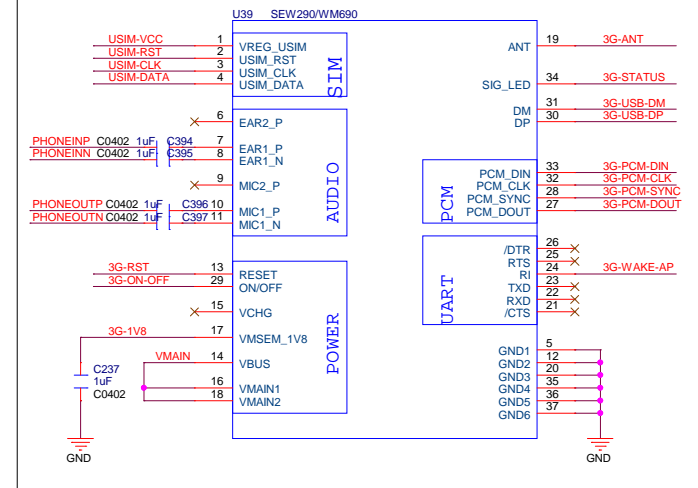 U39 SEW290/WM690
USIM-VCC 1 VREG_USIM
USIM-RST 2 USIM_RST
USIM-CLK 3 USIM_CLK
USIM-DATA 4 USIM_DATA
SIM
6 EAR2_P
PHONEINP C0402 1uF C394 7 EAR1_P
PHONEINN C0402 1uF C395 8 EAR1_N
9 MIC2_P
PHONEOUTP C0402 1uF C396 10 MIC1_P
PHONEOUTN C0402 1uF C397 11 MIC1_N
AUDIO
3G-RST 13 RESET
3G-ON-OFF 29 ON/OFF
15 VCHG
3G-1V8 17 VMSEM_1V8
VMAIN 14 VBUS
16 VMAIN1
18 VMAIN2
POWER
C237
1uF
C0402
GND
ANT 19 3G-ANT
SIG_LED 34 3G-STATUS
DM 31 3G-USB-DM
DP 30 3G-USB-DP
PCM
PCM_DIN 33 3G-PCM-DIN
PCM_CLK 32 3G-PCM-CLK
PCM_SYNC 28 3G-PCM-SYNC
PCM_DOUT 27 3G-PCM-DOUT
UART
/DTR 26
RTS 25
RI 24 3G-WAKE-AP
TXD 23
RXD 22
/CTS 21
GND1 5
GND2 12
GND3 20
GND4 35
GND5 36
GND6 37
GND